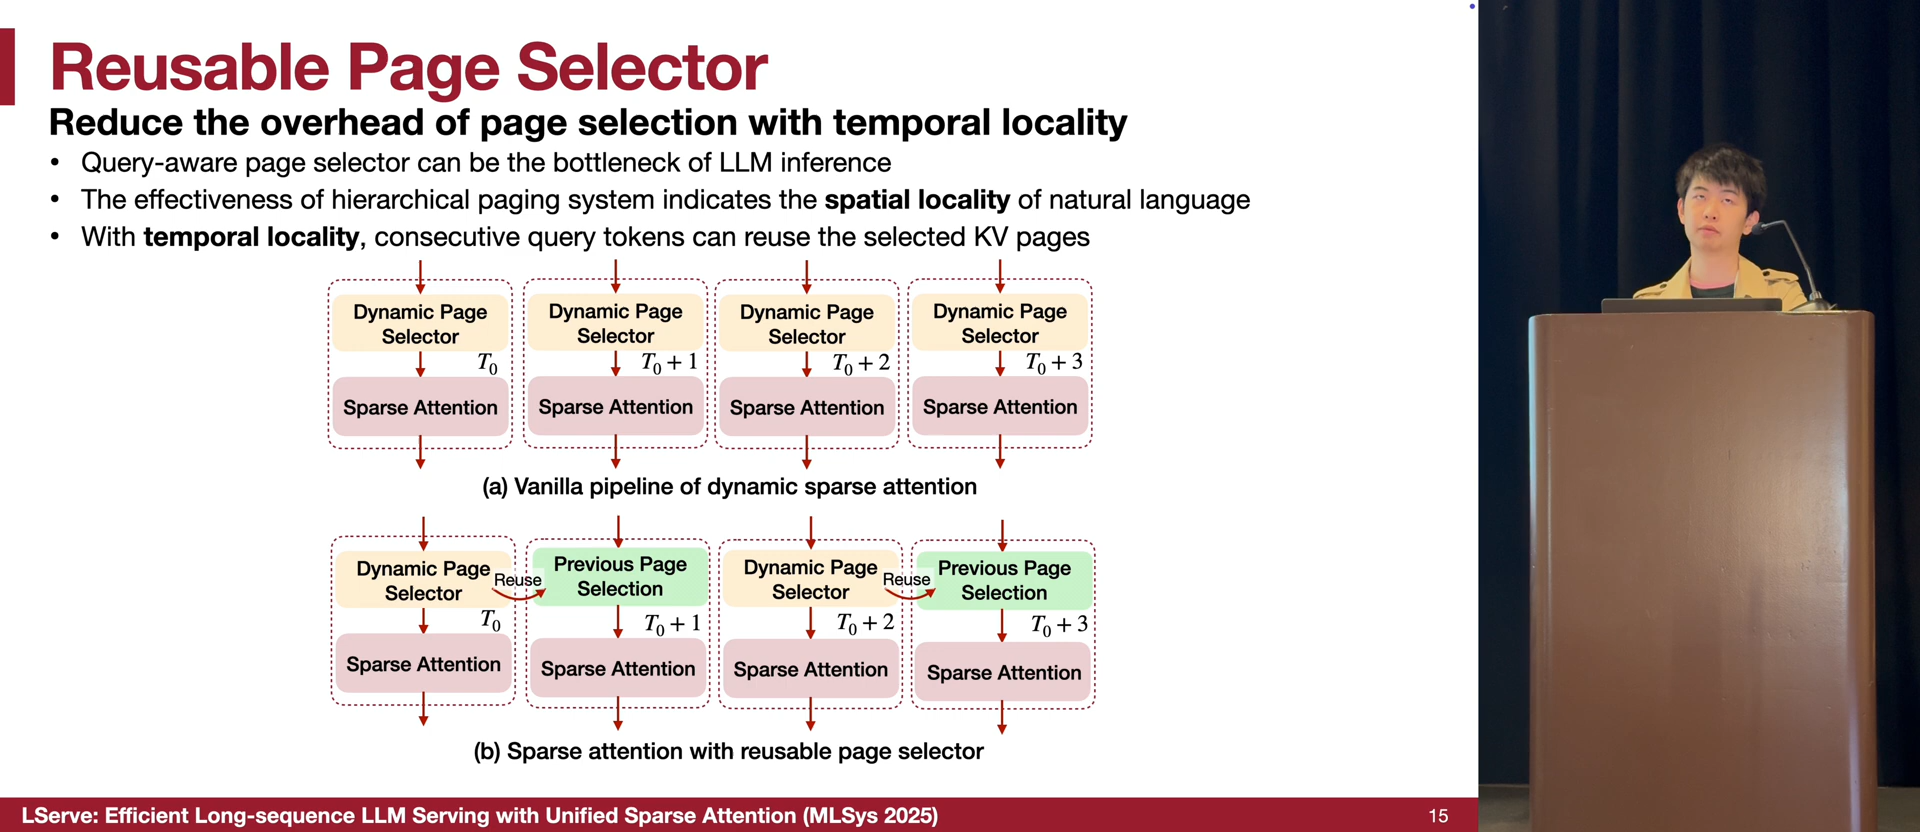 Reusable Page Selector
Reduce the overhead of page selection with temporal locality
• Query-aware page selector can be the bottleneck of LLM inference
• The effectiveness of hierarchical paging system indicates the spatial locality of natural language
• With temporal locality, consecutive query tokens can reuse the selected KV pages
Dynamic Page
Selector
T0
Sparse Attention
Dynamic Page
Selector
T0 + 1
Sparse Attention
Dynamic Page
Selector
T0 + 2
Sparse Attention
Dynamic Page
Selector
T0 + 3
Sparse Attention
(a) Vanilla pipeline of dynamic sparse attention
Dynamic Page
Selector
Reuse
T0
Sparse Attention
Previous Page
Selection
T0 + 1
Sparse Attention
Dynamic Page
Selector
Reuse
T0 + 2
Sparse Attention
Previous Page
Selection
T0 + 3
Sparse Attention
(b) Sparse attention with reusable page selector
LServe: Efficient Long-sequence LLM Serving with Unified Sparse Attention (MLSys 2025)
15